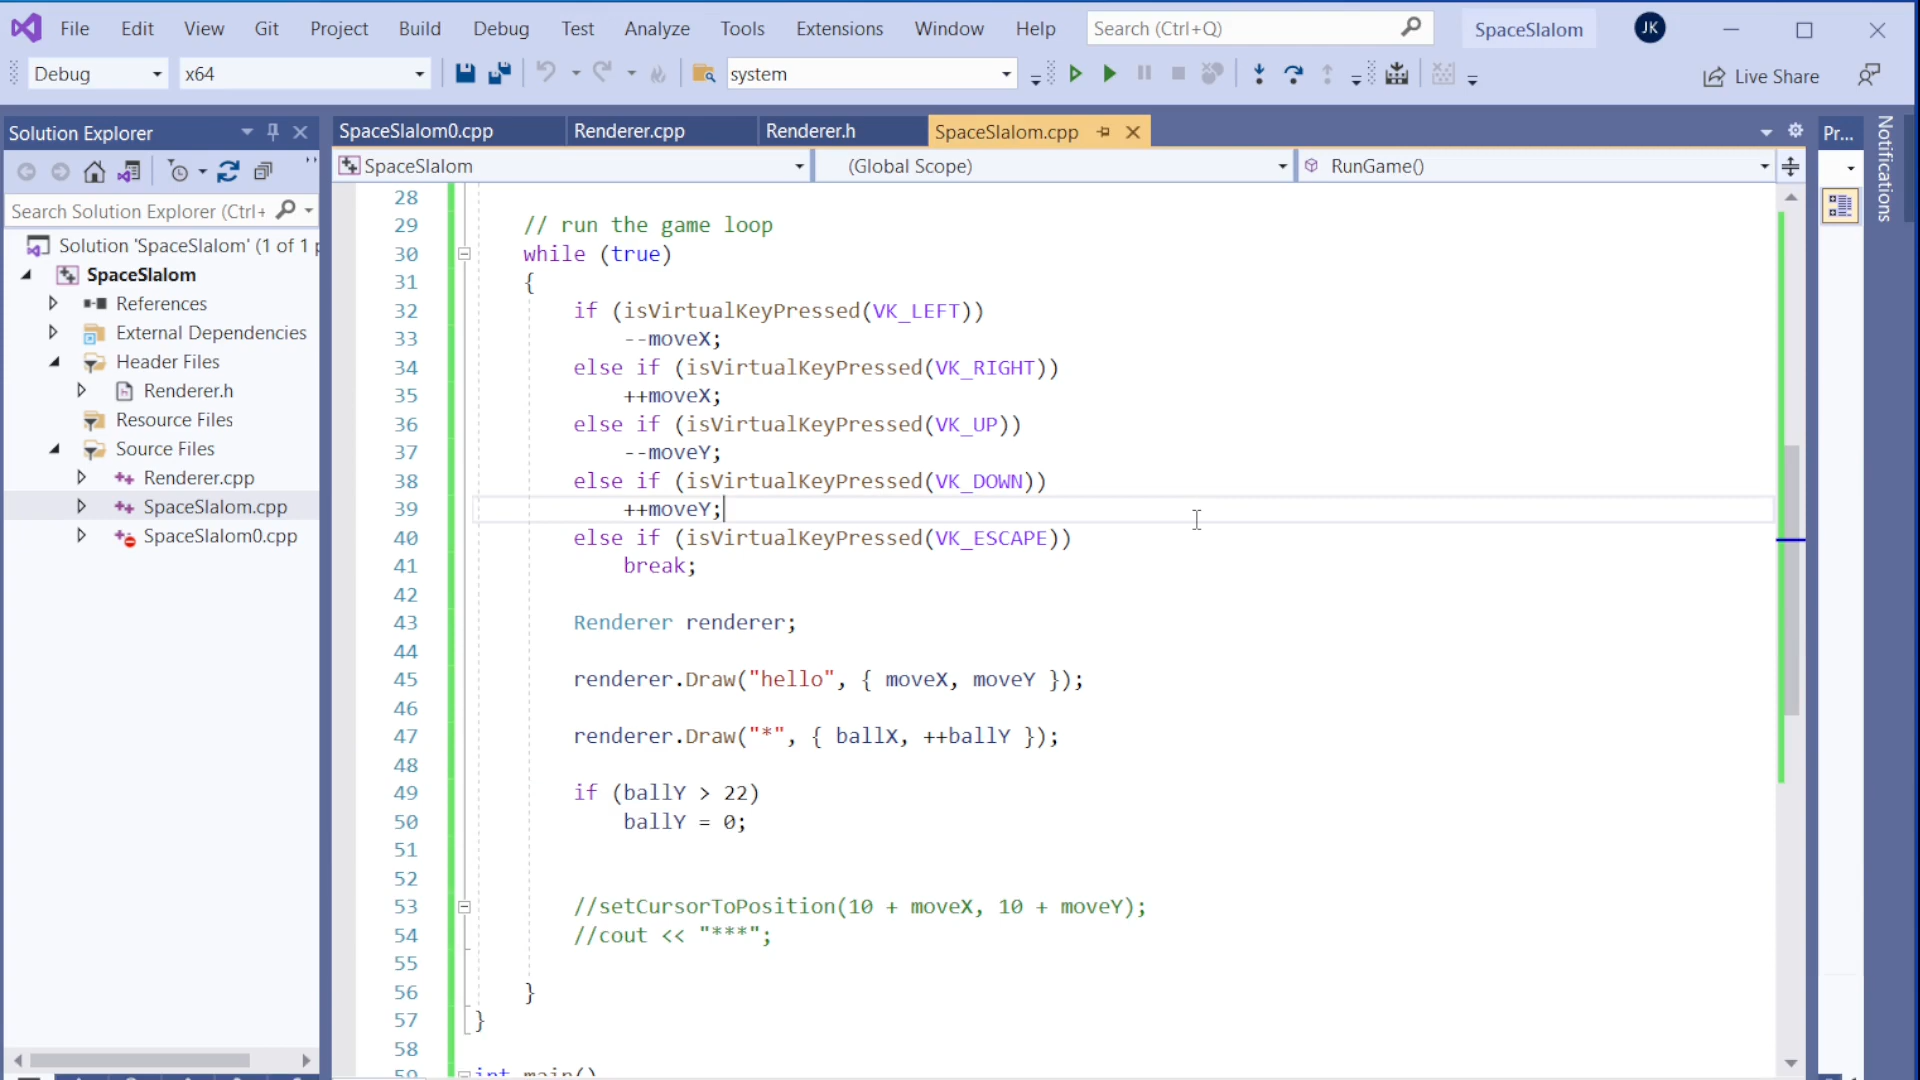 File Edit View Git Project Build Debug Test Analyze Tools Extensions Window Help Search (Ctrl+Q) SpaceSlalom JK
Debug x64 system Live Share
Solution Explorer
Search Solution Explorer (Ctrl+
Solution 'SpaceSlalom' (1 of 1 p
SpaceSlalom
References
External Dependencies
Header Files
Renderer.h
Resource Files
Source Files
Renderer.cpp
SpaceSlalom.cpp
SpaceSlalom0.cpp
SpaceSlalom0.cpp Renderer.cpp Renderer.h SpaceSlalom.cpp
SpaceSlalom (Global Scope) RunGame()
28
29 // run the game loop
30 while (true)
31 {
32 if (isVirtualKeyPressed(VK_LEFT))
33 --moveX;
34 else if (isVirtualKeyPressed(VK_RIGHT))
35 ++moveX;
36 else if (isVirtualKeyPressed(VK_UP))
37 --moveY;
38 else if (isVirtualKeyPressed(VK_DOWN))
39 ++moveY;
40 else if (isVirtualKeyPressed(VK_ESCAPE))
41 break;
42
43 Renderer renderer;
44
45 renderer.Draw("hello", { moveX, moveY });
46
47 renderer.Draw("*", { ballX, ++ballY });
48
49 if (ballY > 22)
50 ballY = 0;
51
52
53 //setCursorToPosition(10 + moveX, 10 + moveY);
54 //cout << "***";
55
56 }
57 }
58
59 int main()
Pr...
Notifications